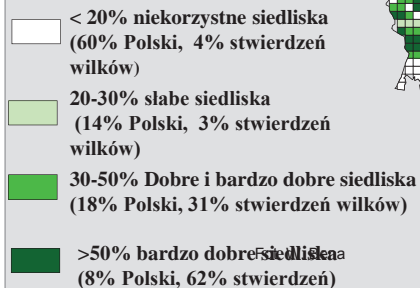 < 20% niekorzystne siedliska
(60% Polski, 4% stwierdzeń
wilków)
20-30% słabe siedliska
(14% Polski, 3% stwierdzeń
wilków)
30-50% Dobre i bardzo dobre siedliska
(18% Polski, 31% stwierdzeń wilków)
>50% bardzo dobre siedliska
(8% Polski, 62% stwierdzeń)